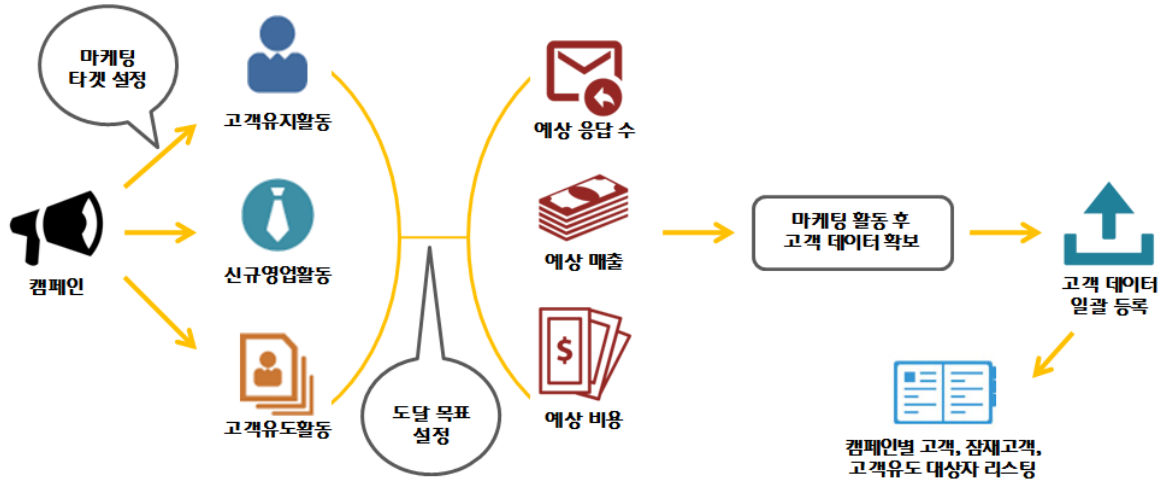 마케팅
타겟 설정
고객유지활동
캠페인
신규영업활동
고객유도활동
도달 목표
설정
예상 응답 수
예상 매출
$
예상 비용
마케팅 활동 후
고객 데이터 확보
고객 데이터
일괄 등록
캠페인별 고객, 잠재고객,
고객유도 대상자 리스팅